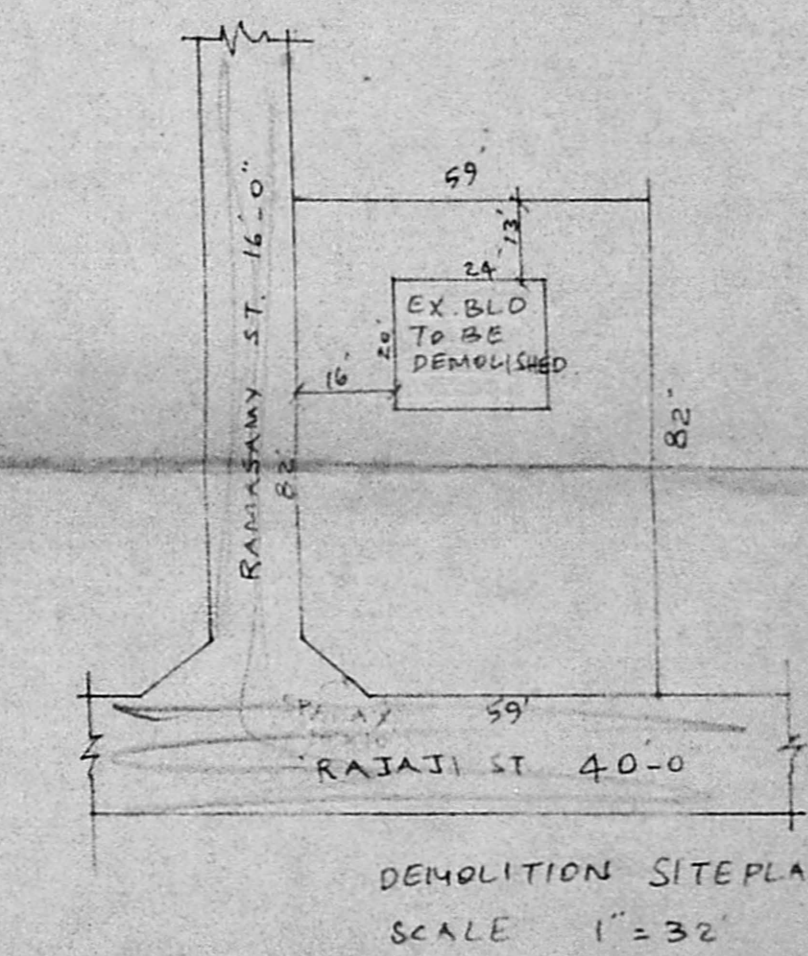 59'
13'
24'
EX. BLD
TO BE
DEMOLISHED
20'
16'
RAMASAMY ST. 16'-0"
82'
82'
59'
RAJAJI ST 40'-0
DEMOLITION SITEPLA
SCALE 1"=32'